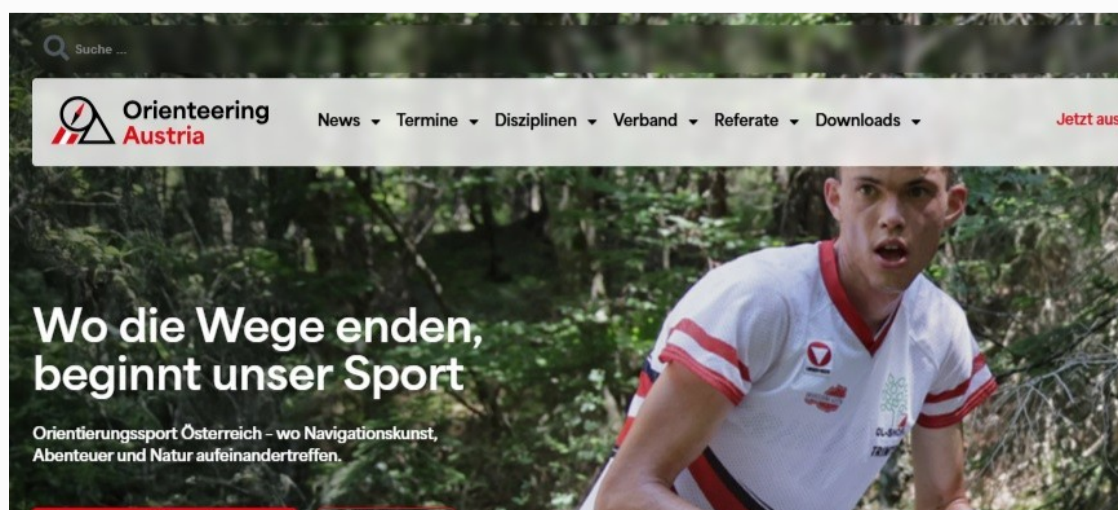 Suche ...
Orienteering
Austria
News Termine Disziplinen Verband Referate Downloads
Jetzt aus
Wo die Wege enden,
beginnt unser Sport
Orientierungssport Österreich – wo Navigationskunst,
Abenteuer und Natur aufeinandertreffen.